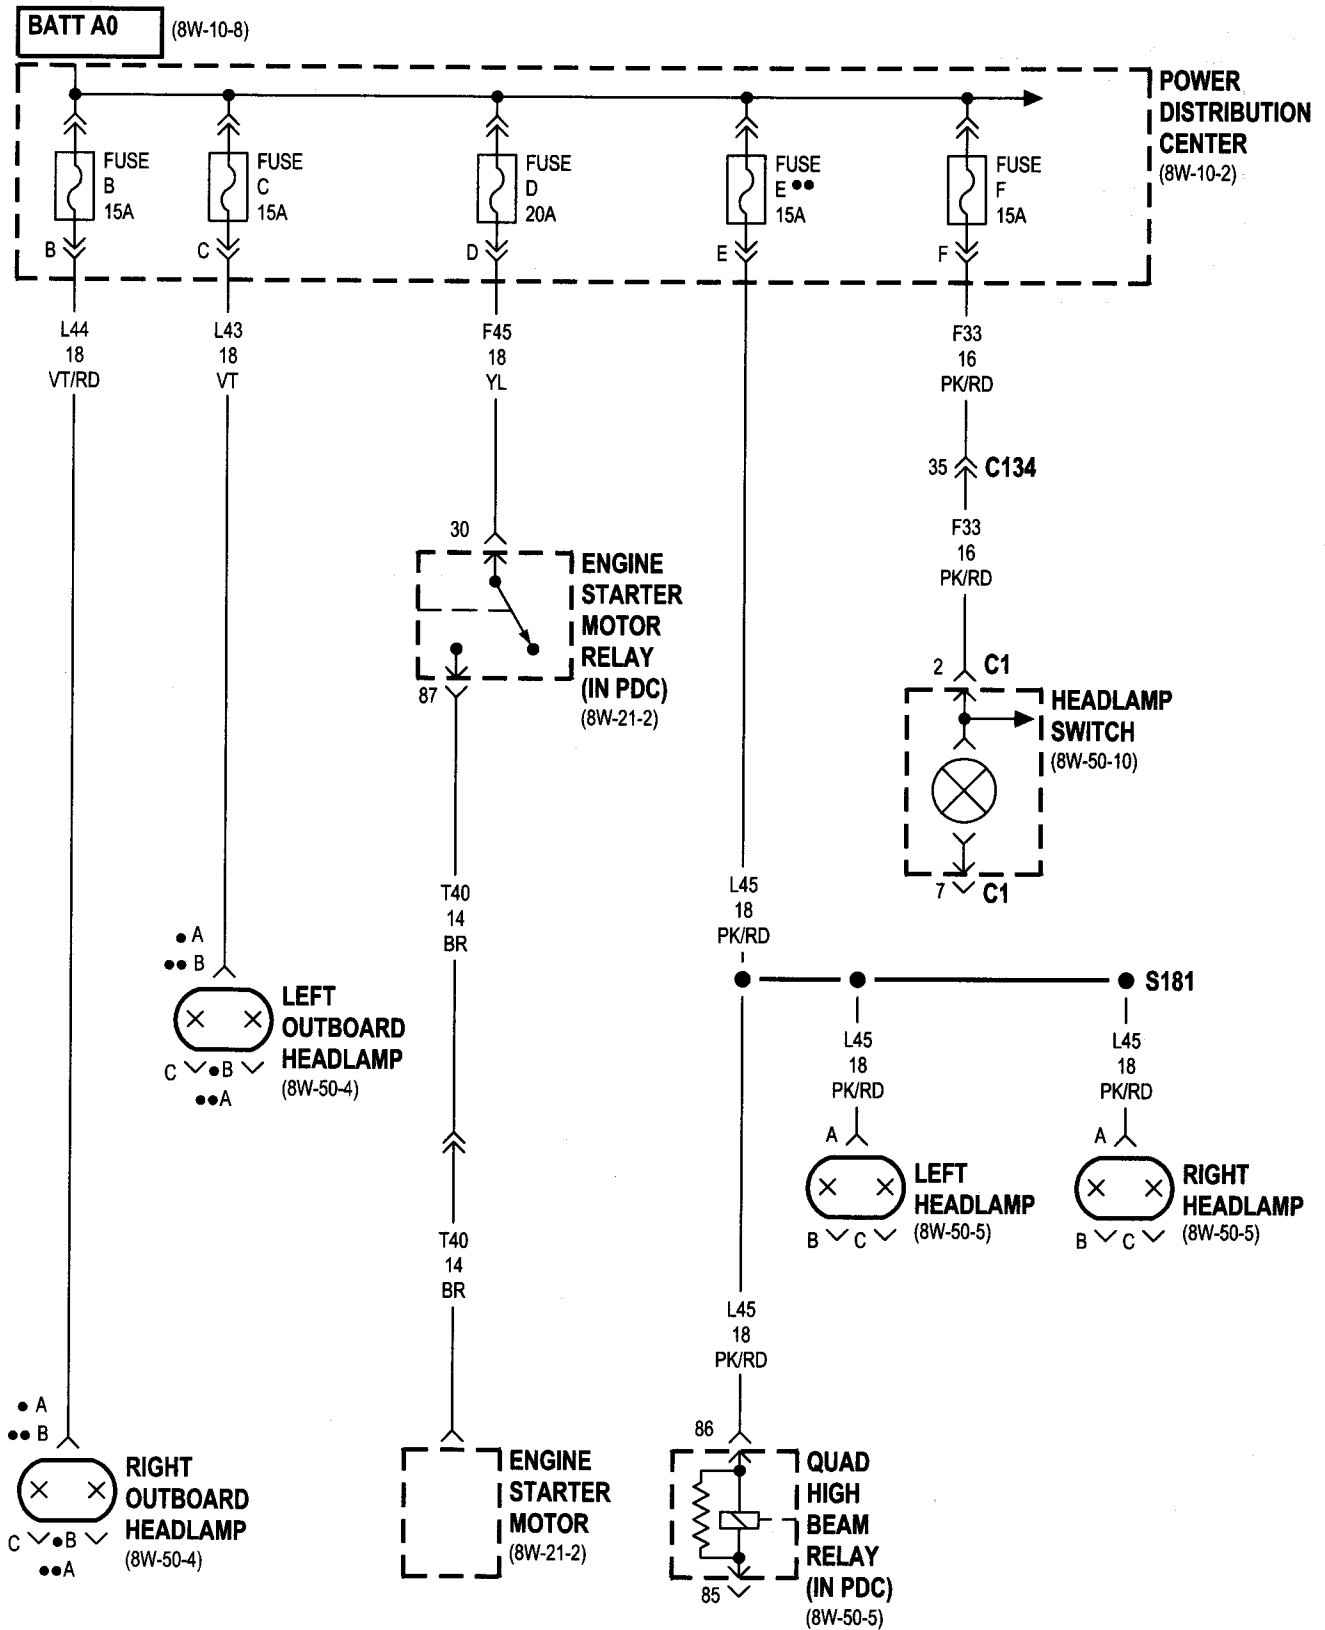 BATT A0
(8W-10-8)
POWER
DISTRIBUTION
CENTER
(8W-10-2)
FUSE
B
15A
B
FUSE
C
15A
C
FUSE
D
20A
D
FUSE
E ••
15A
E
FUSE
F
15A
F
L44
18
VT/RD
L43
18
VT
F45
18
YL
F33
16
PK/RD
35
C134
F33
16
PK/RD
30
ENGINE
STARTER
MOTOR
RELAY
(IN PDC)
(8W-21-2)
87
2
C1
HEADLAMP
SWITCH
(8W-50-10)
7
C1
T40
14
BR
L45
18
PK/RD
• A
•• B
LEFT
OUTBOARD
HEADLAMP
(8W-50-4)
C
•B
••A
S181
L45
18
PK/RD
L45
18
PK/RD
A
LEFT
HEADLAMP
(8W-50-5)
B
C
A
RIGHT
HEADLAMP
(8W-50-5)
B
C
T40
14
BR
L45
18
PK/RD
• A
•• B
RIGHT
OUTBOARD
HEADLAMP
(8W-50-4)
C
•B
••A
ENGINE
STARTER
MOTOR
(8W-21-2)
86
QUAD
HIGH
BEAM
RELAY
(IN PDC)
(8W-50-5)
85